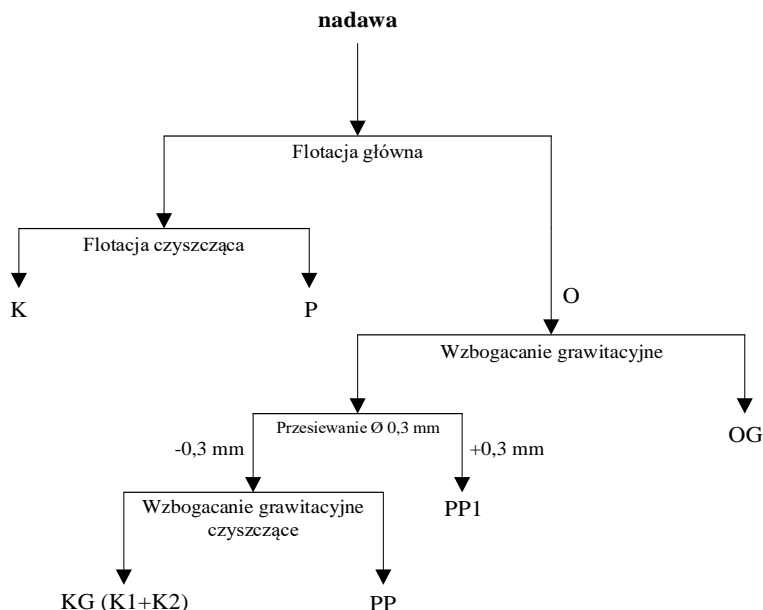 nadawa
Flotacja główna
Flotacja czyszcząca
K
P
O
Wzbogacanie grawitacyjne
Przesiewanie Ø 0,3 mm
-0,3 mm
+0,3 mm
OG
Wzbogacanie grawitacyjne
czyszczące
PP1
KG (K1+K2)
PP